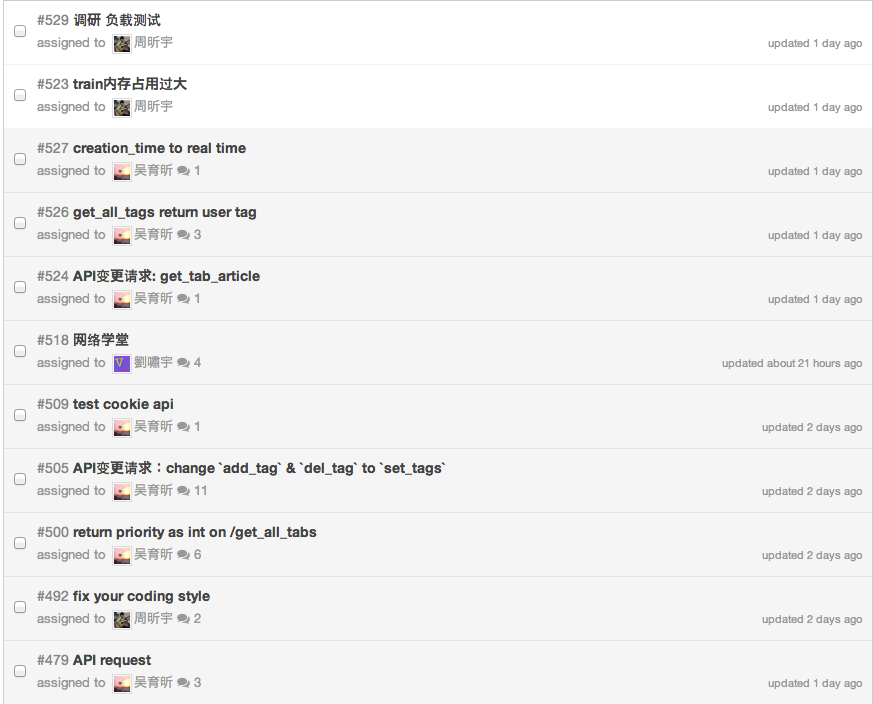 #529 调研 负载测试
assigned to 周昕宇
updated 1 day ago
#523 train内存占用过大
assigned to 周昕宇
updated 1 day ago
#527 creation_time to real time
assigned to 吴育昕 1
updated 1 day ago
#526 get_all_tags return user tag
assigned to 吴育昕 3
updated 1 day ago
#524 API变更请求: get_tab_article
assigned to 吴育昕 1
updated 1 day ago
#518 网络学堂
assigned to V 劉嘯宇 4
updated about 21 hours ago
#509 test cookie api
assigned to 吴育昕 1
updated 2 days ago
#505 API变更请求：change `add_tag` & `del_tag` to `set_tags`
assigned to 吴育昕 11
updated 2 days ago
#500 return priority as int on /get_all_tabs
assigned to 吴育昕 6
updated 2 days ago
#492 fix your coding style
assigned to 周昕宇 2
updated 2 days ago
#479 API request
assigned to 吴育昕 3
updated 1 day ago